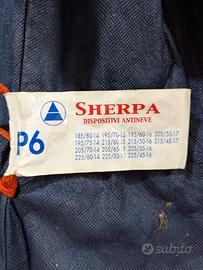 SHERPA
DISPOSITIVI ANTINEVE
P6
185/80-14 195/70-15 195/60-16 205/50-17
195/75-14 215/60-15 215/50-16 215/45-17
205/70-14 205/65-15 205/55-16
225/60-14 225/55-15 225/45-16
subito